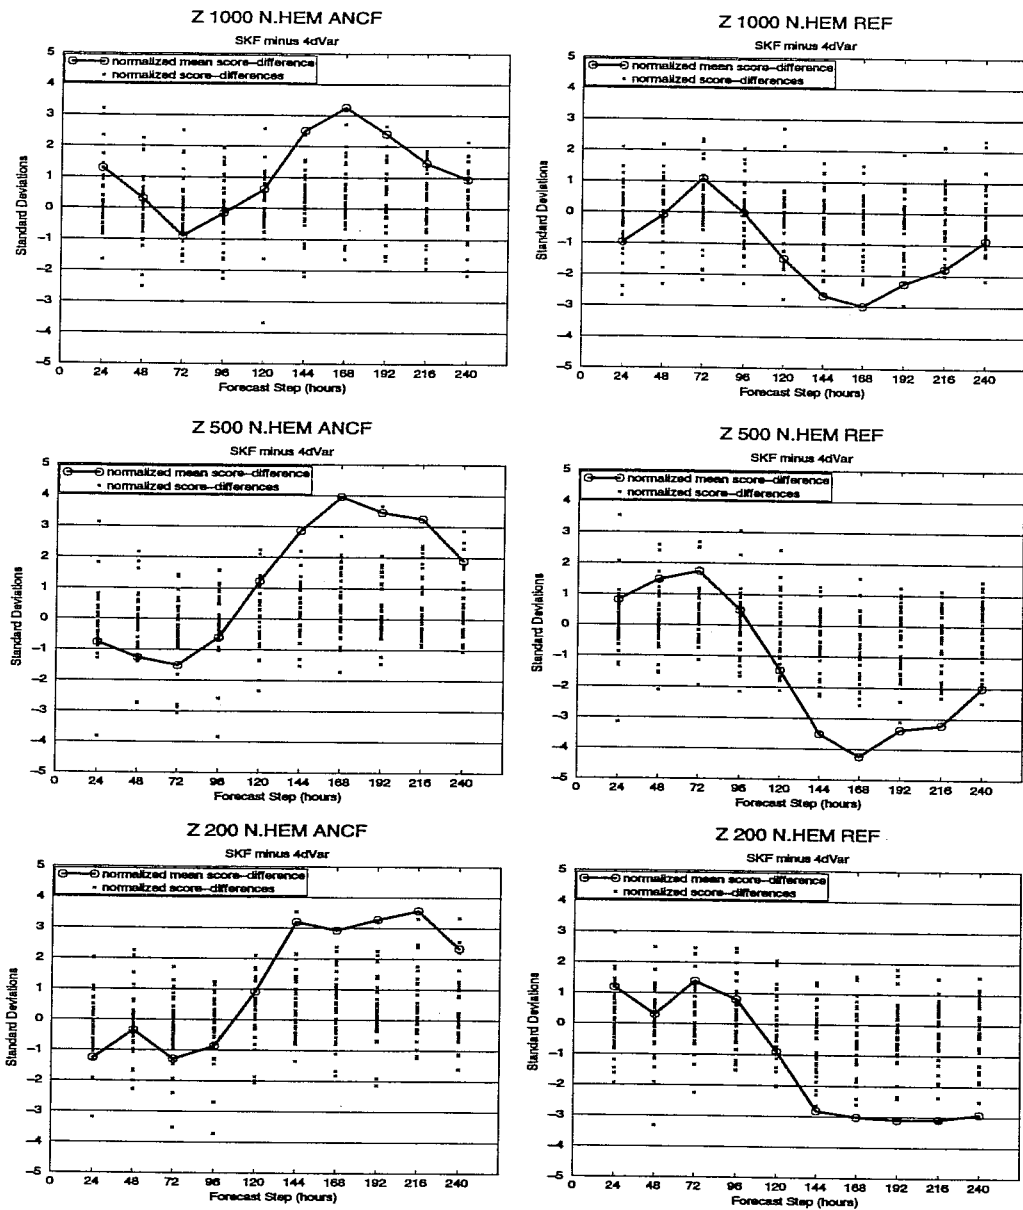 Z 1000 N.HEM ANCF
SKF minus 4dVar
normalized mean score-difference
normalized score-differences
Standard Deviations
5
4
3
2
1
0
-1
-2
-3
-4
-5
0 24 48 72 96 120 144 168 192 216 240
Forecast Step (hours)
Z 1000 N.HEM REF
SKF minus 4dVar
normalized mean score-difference
normalized score-differences
Standard Deviations
5
4
3
2
1
0
-1
-2
-3
-4
-5
0 24 48 72 96 120 144 168 192 216 240
Forecast Step (hours)
Z 500 N.HEM ANCF
SKF minus 4dVar
normalized mean score-difference
normalized score-differences
Standard Deviations
5
4
3
2
1
0
-1
-2
-3
-4
-5
0 24 48 72 96 120 144 168 192 216 240
Forecast Step (hours)
Z 500 N.HEM REF
SKF minus 4dVar
normalized mean score-difference
normalized score-differences
Standard Deviations
5
4
3
2
1
0
-1
-2
-3
-4
-5
0 24 48 72 96 120 144 168 192 216 240
Forecast Step (hours)
Z 200 N.HEM ANCF
SKF minus 4dVar
normalized mean score-difference
normalized score-differences
Standard Deviations
5
4
3
2
1
0
-1
-2
-3
-4
-5
0 24 48 72 96 120 144 168 192 216 240
Forecast Step (hours)
Z 200 N.HEM REF
SKF minus 4dVar
normalized mean score-difference
normalized score-differences
Standard Deviations
5
4
3
2
1
0
-1
-2
-3
-4
-5
0 24 48 72 96 120 144 168 192 216 240
Forecast Step (hours)